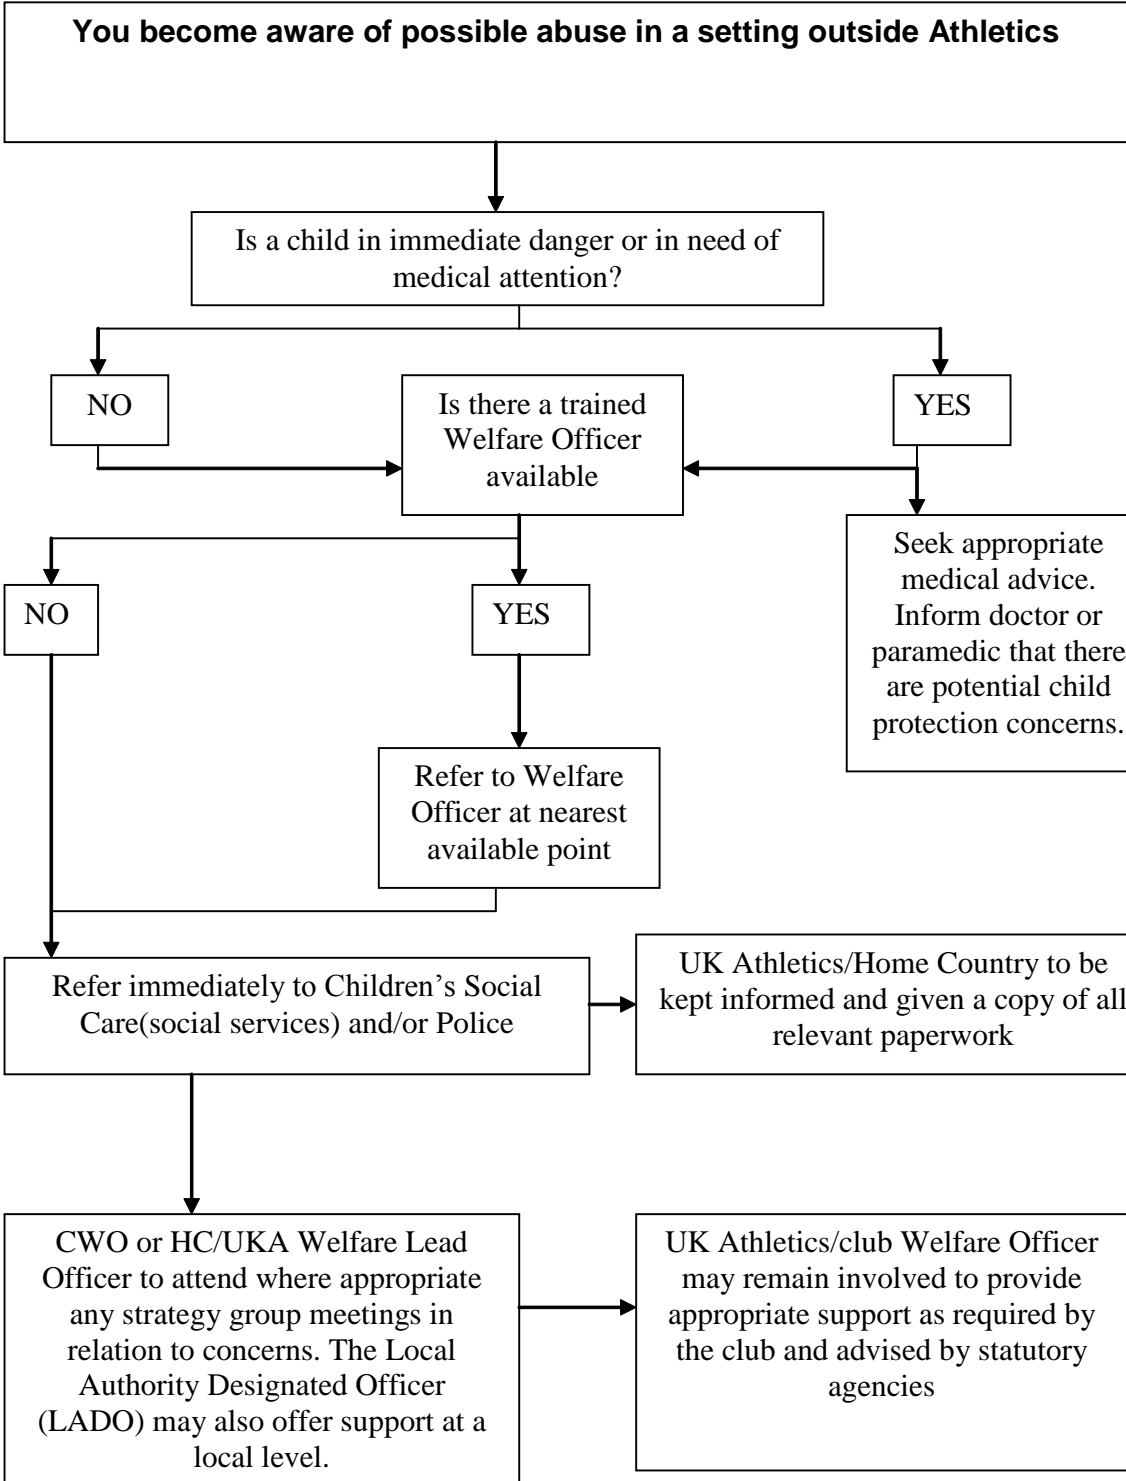 You become aware of possible abuse in a setting outside Athletics
Is a child in immediate danger or in need of
medical attention?
NO
Is there a trained
Welfare Officer
available
YES
NO
YES
Seek appropriate
medical advice.
Inform doctor or
paramedic that there
are potential child
protection concerns.
Refer to Welfare
Officer at nearest
available point
Refer immediately to Children’s Social
Care(social services) and/or Police
UK Athletics/Home Country to be
kept informed and given a copy of all
relevant paperwork
CWO or HC/UKA Welfare Lead
Officer to attend where appropriate
any strategy group meetings in
relation to concerns. The Local
Authority Designated Officer
(LADO) may also offer support at a
local level.
UK Athletics/club Welfare Officer
may remain involved to provide
appropriate support as required by
the club and advised by statutory
agencies